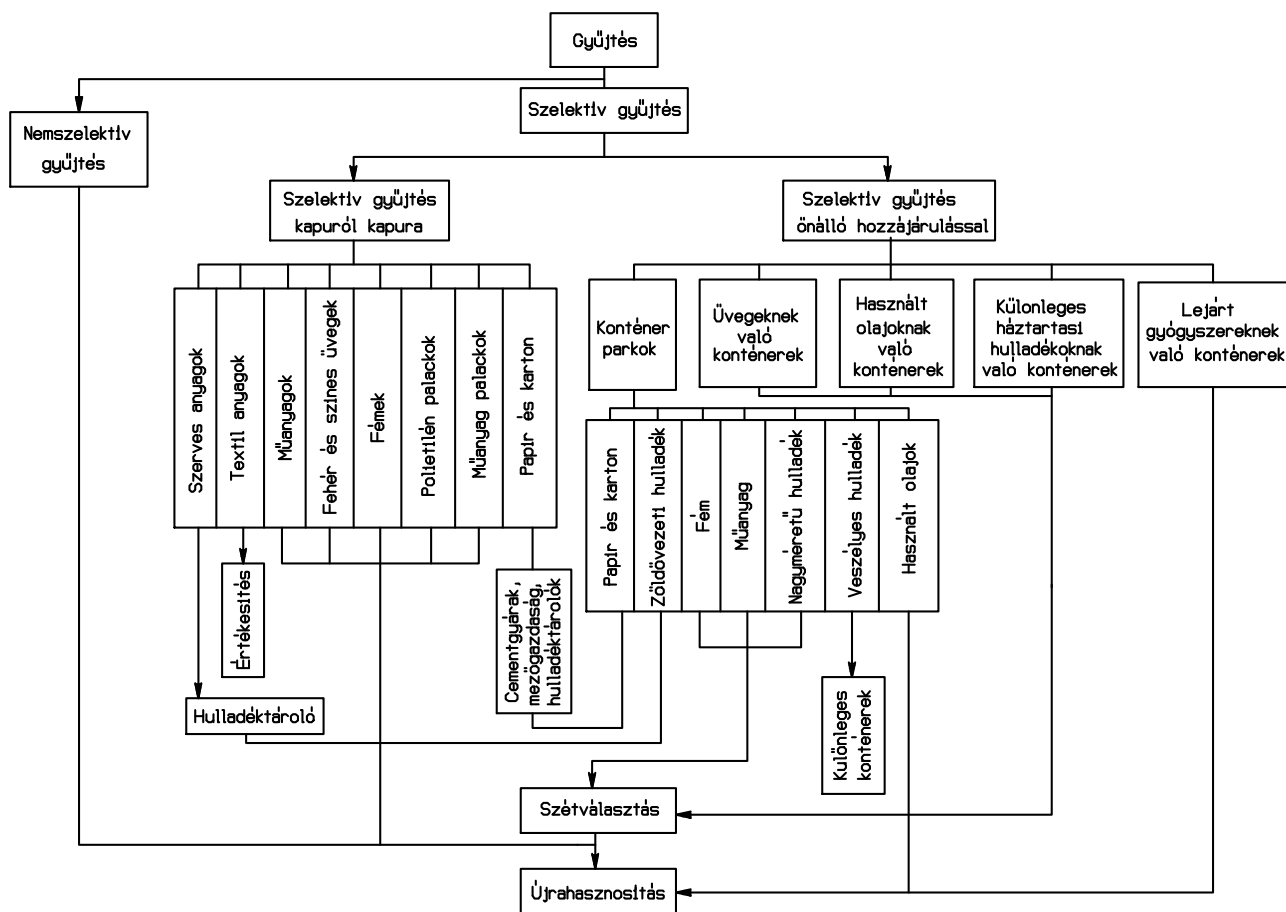 Gyűjtés
Szelektív gyűjtés
Nemszelektív
gyűjtés
Szelektív gyűjtés
kapuról kapura
Szelektív gyűjtés
önálló hozzájárulással
Szerves anyagok
Textil anyagok
Műanyagok
Fehér és színes üvegek
Fémek
Polietilén palackok
Műanyag palackok
Papír és karton
Konténer
parkok
Üvegeknek
való
konténerek
Használt
olajoknak
való
konténerek
Különleges
háztartasi
hulladékoknak
való konténerek
Lejárt
gyógyszereknek
való konténerek
Papír és karton
Zöldövezeti hulladék
Fém
Műanyag
Nagyméretű hulladék
Veszélyes hulladék
Használt olajok
Értékesítés
Cementgyárak,
mezőgazdaság,
hulladéktárolók
Hulladéktároló
Különleges
konténerek
Szétválasztás
Újrahasznosítás